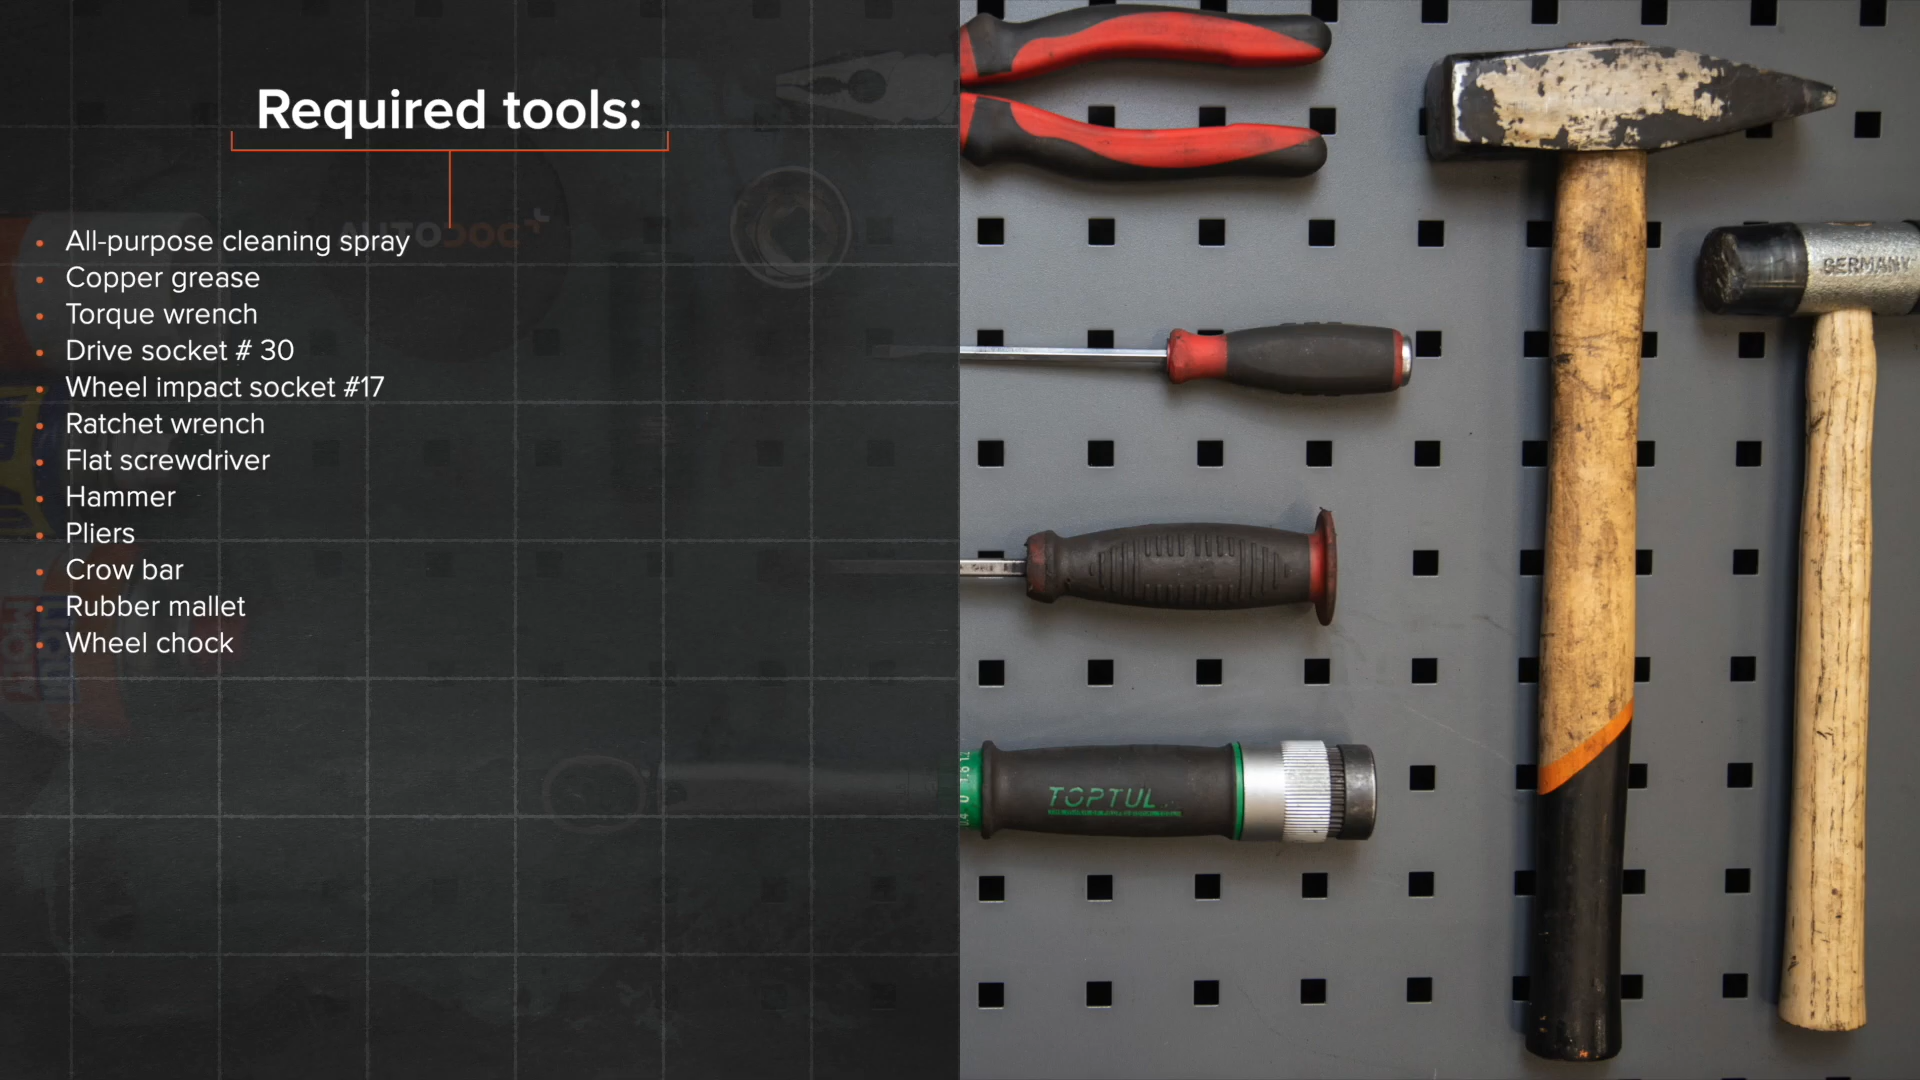 Required tools:
AUTODOC
All-purpose cleaning spray
Copper grease
Torque wrench
Drive socket # 30
Wheel impact socket #17
Ratchet wrench
Flat screwdriver
Hammer
Pliers
Crow bar
Rubber mallet
Wheel chock
GERMANY
TOPTUL